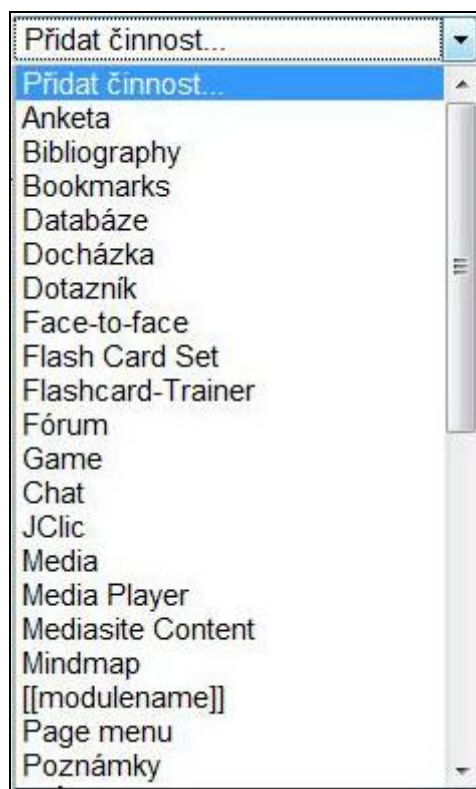 Přidat činnost...
Přidat činnost...
Anketa
Bibliography
Bookmarks
Databáze
Docházka
Dotazník
Face-to-face
Flash Card Set
Flashcard-Trainer
Fórum
Game
Chat
JClic
Media
Media Player
Mediasite Content
Mindmap
[[modulename]]
Page menu
Poznámky